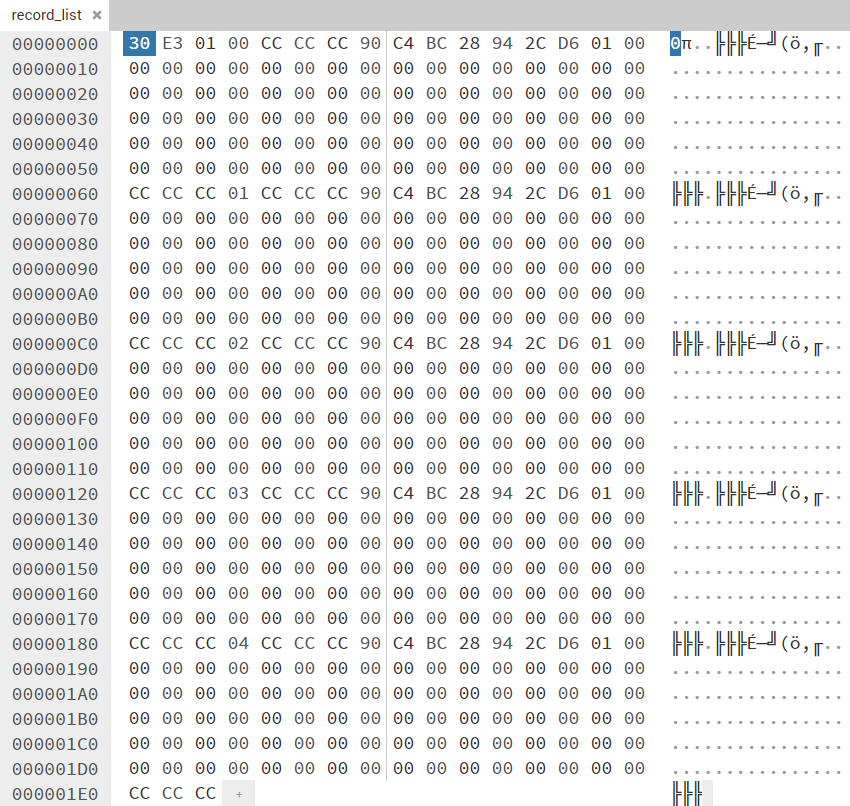 record_list ×
00000000 30 E3 01 00 CC CC CC 90 C4 BC 28 94 2C D6 01 00 0π..╠╠╠É─╝(ö,╓..
00000010 00 00 00 00 00 00 00 00 00 00 00 00 00 00 00 00 ................
00000020 00 00 00 00 00 00 00 00 00 00 00 00 00 00 00 00 ................
00000030 00 00 00 00 00 00 00 00 00 00 00 00 00 00 00 00 ................
00000040 00 00 00 00 00 00 00 00 00 00 00 00 00 00 00 00 ................
00000050 00 00 00 00 00 00 00 00 00 00 00 00 00 00 00 00 ................
00000060 CC CC CC 01 CC CC CC 90 C4 BC 28 94 2C D6 01 00 ╠╠╠.╠╠╠É─╝(ö,╓..
00000070 00 00 00 00 00 00 00 00 00 00 00 00 00 00 00 00 ................
00000080 00 00 00 00 00 00 00 00 00 00 00 00 00 00 00 00 ................
00000090 00 00 00 00 00 00 00 00 00 00 00 00 00 00 00 00 ................
000000A0 00 00 00 00 00 00 00 00 00 00 00 00 00 00 00 00 ................
000000B0 00 00 00 00 00 00 00 00 00 00 00 00 00 00 00 00 ................
000000C0 CC CC CC 02 CC CC CC 90 C4 BC 28 94 2C D6 01 00 ╠╠╠.╠╠╠É─╝(ö,╓..
000000D0 00 00 00 00 00 00 00 00 00 00 00 00 00 00 00 00 ................
000000E0 00 00 00 00 00 00 00 00 00 00 00 00 00 00 00 00 ................
000000F0 00 00 00 00 00 00 00 00 00 00 00 00 00 00 00 00 ................
00000100 00 00 00 00 00 00 00 00 00 00 00 00 00 00 00 00 ................
00000110 00 00 00 00 00 00 00 00 00 00 00 00 00 00 00 00 ................
00000120 CC CC CC 03 CC CC CC 90 C4 BC 28 94 2C D6 01 00 ╠╠╠.╠╠╠É─╝(ö,╓..
00000130 00 00 00 00 00 00 00 00 00 00 00 00 00 00 00 00 ................
00000140 00 00 00 00 00 00 00 00 00 00 00 00 00 00 00 00 ................
00000150 00 00 00 00 00 00 00 00 00 00 00 00 00 00 00 00 ................
00000160 00 00 00 00 00 00 00 00 00 00 00 00 00 00 00 00 ................
00000170 00 00 00 00 00 00 00 00 00 00 00 00 00 00 00 00 ................
00000180 CC CC CC 04 CC CC CC 90 C4 BC 28 94 2C D6 01 00 ╠╠╠.╠╠╠É─╝(ö,╓..
00000190 00 00 00 00 00 00 00 00 00 00 00 00 00 00 00 00 ................
000001A0 00 00 00 00 00 00 00 00 00 00 00 00 00 00 00 00 ................
000001B0 00 00 00 00 00 00 00 00 00 00 00 00 00 00 00 00 ................
000001C0 00 00 00 00 00 00 00 00 00 00 00 00 00 00 00 00 ................
000001D0 00 00 00 00 00 00 00 00 00 00 00 00 00 00 00 00 ................
000001E0 CC CC CC + ╠╠╠